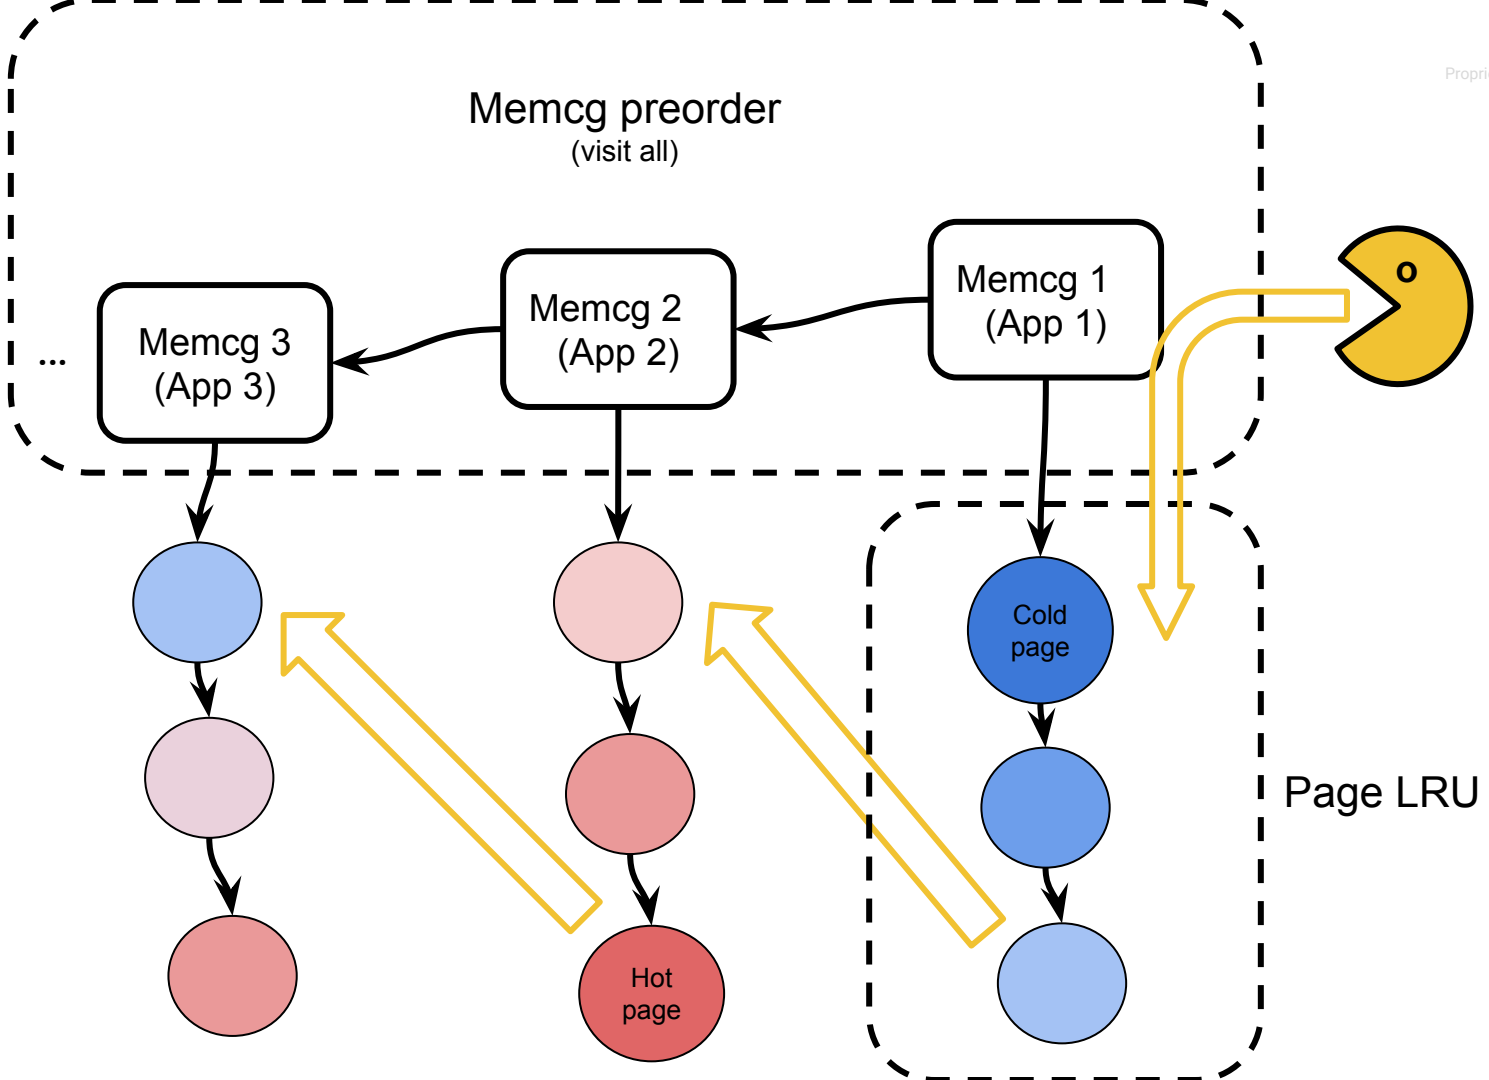 Memcg preorder
(visit all)
Memcg 1
(App 1)
Memcg 2
(App 2)
Memcg 3
(App 3)
...
Cold
page
Page LRU
Hot
page